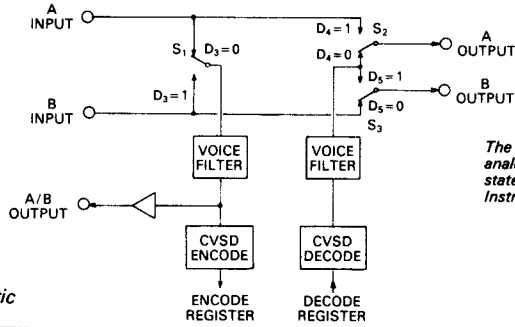 A
INPUT
S1
D3=0
D3=1
B
INPUT
D4=1
D4=0
S2
A
OUTPUT
D5=1
D5=0
S3
B
OUTPUT
VOICE
FILTER
VOICE
FILTER
A/B
OUTPUT
CVSD
ENCODE
CVSD
DECODE
ENCODE
REGISTER
DECODE
REGISTER
The
anal
state
Instr
tic